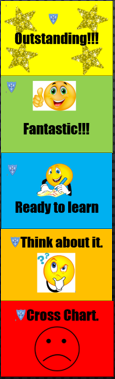 Outstanding!!!
Fantastic!!!
Ready to learn
Think about it.
Cross Chart.